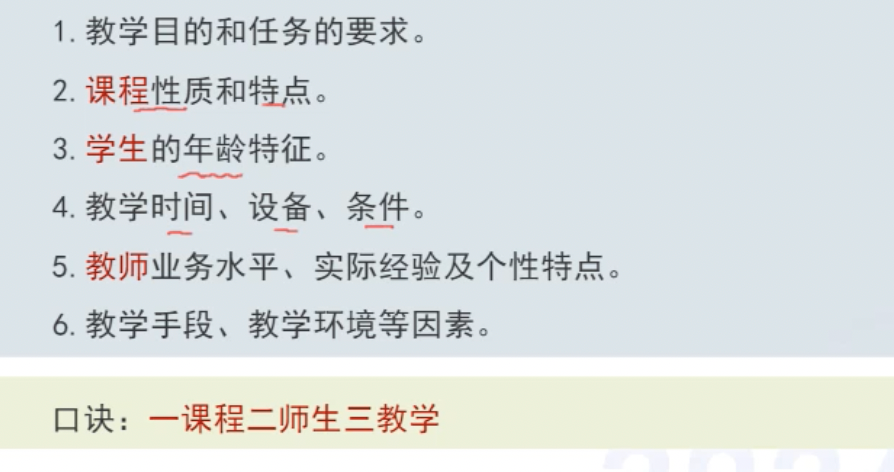 1. 教学目的和任务的要求。
2. 课程性质和特点。
3. 学生的年龄特征。
4. 教学时间、设备、条件。
5. 教师业务水平、实际经验及个性特点。
6. 教学手段、教学环境等因素。
口诀：一课程二师生三教学